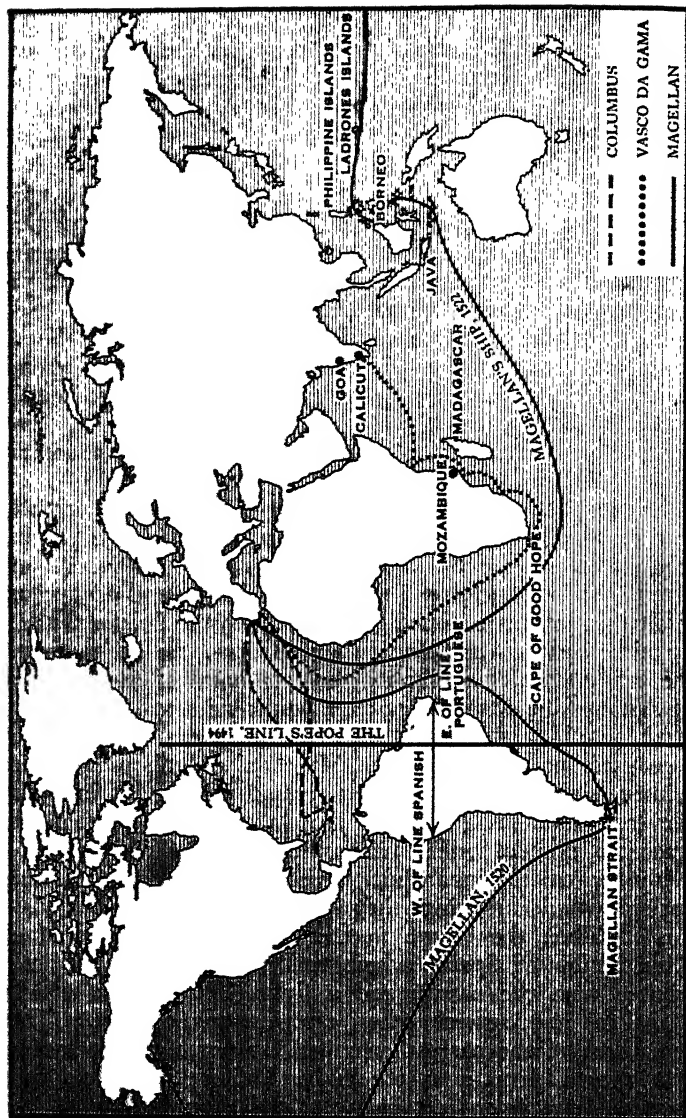 PHILIPPINE ISLANDS
LADRONES ISLANDS
BORNEO
JAVA
GOA
CALICUT
MADAGASCAR
MOZAMBIQUE
MAGELLAN'S SHIP, 1522
CAPE OF GOOD HOPE
THE POPE'S LINE, 1494
E. OF LINE
PORTUGUESE
W. OF LINE SPANISH
MAGELLAN, 1520
MAGELLAN STRAIT
COLUMBUS
VASCO DA GAMA
MAGELLAN